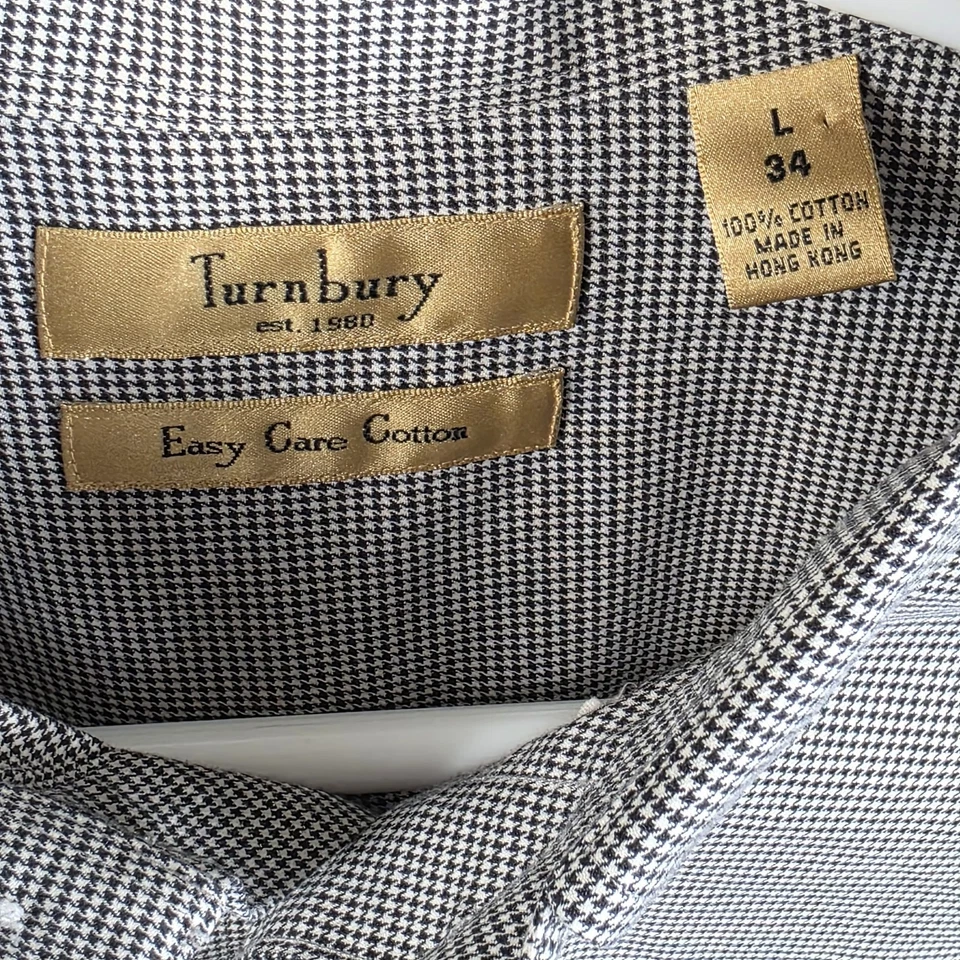 Turnbury
est. 1980
Easy Care Cotton
L
34
100% COTTON
MADE IN
HONG KONG